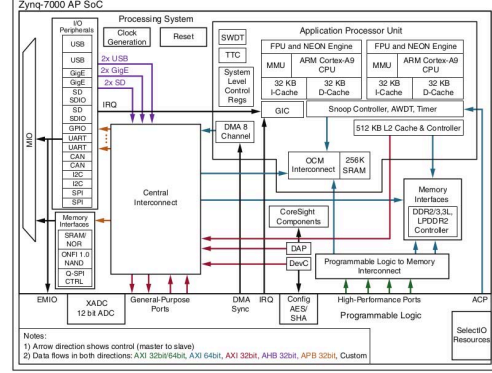 Zynq-7000 AP SoC
Processing System
I/O
Peripherals
USB
USB
GigE
GigE
SD
SDIO
SD
SDIO
GPIO
UART
UART
CAN
CAN
I2C
I2C
SPI
SPI
MIO
Clock
Generation
Reset
2x USB
2x GigE
2x SD
IRQ
SWDT
TTC
System
Level
Control
Regs
Application Processor Unit
FPU and NEON Engine
MMU
ARM Cortex-A9
CPU
32 KB
I-Cache
32 KB
D-Cache
FPU and NEON Engine
MMU
ARM Cortex-A9
CPU
32 KB
I-Cache
32 KB
D-Cache
GIC
Snoop Controller, AWDT, Timer
DMA 8
Channel
512 KB L2 Cache & Controller
OCM
Interconnect
256K
SRAM
Central
Interconnect
Memory
Interfaces
DDR2/3,3L,
LPDDR2
Controller
CoreSight
Components
DAP
DevC
Programmable Logic to Memory
Interconnect
Memory
Interfaces
SRAM/
NOR
ONFI 1.0
NAND
Q-SPI
CTRL
EMIO
XADC
12 bit ADC
General-Purpose
Ports
DMA
Sync
IRQ
Config
AES/
SHA
High-Performance Ports
ACP
Programmable Logic
SelectIO
Resources
Notes:
1) Arrow direction shows control (master to slave)
2) Data flows in both directions: AXI 32bit/64bit, AXI 64bit, AXI 32bit, AHB 32bit, APB 32bit, Custom